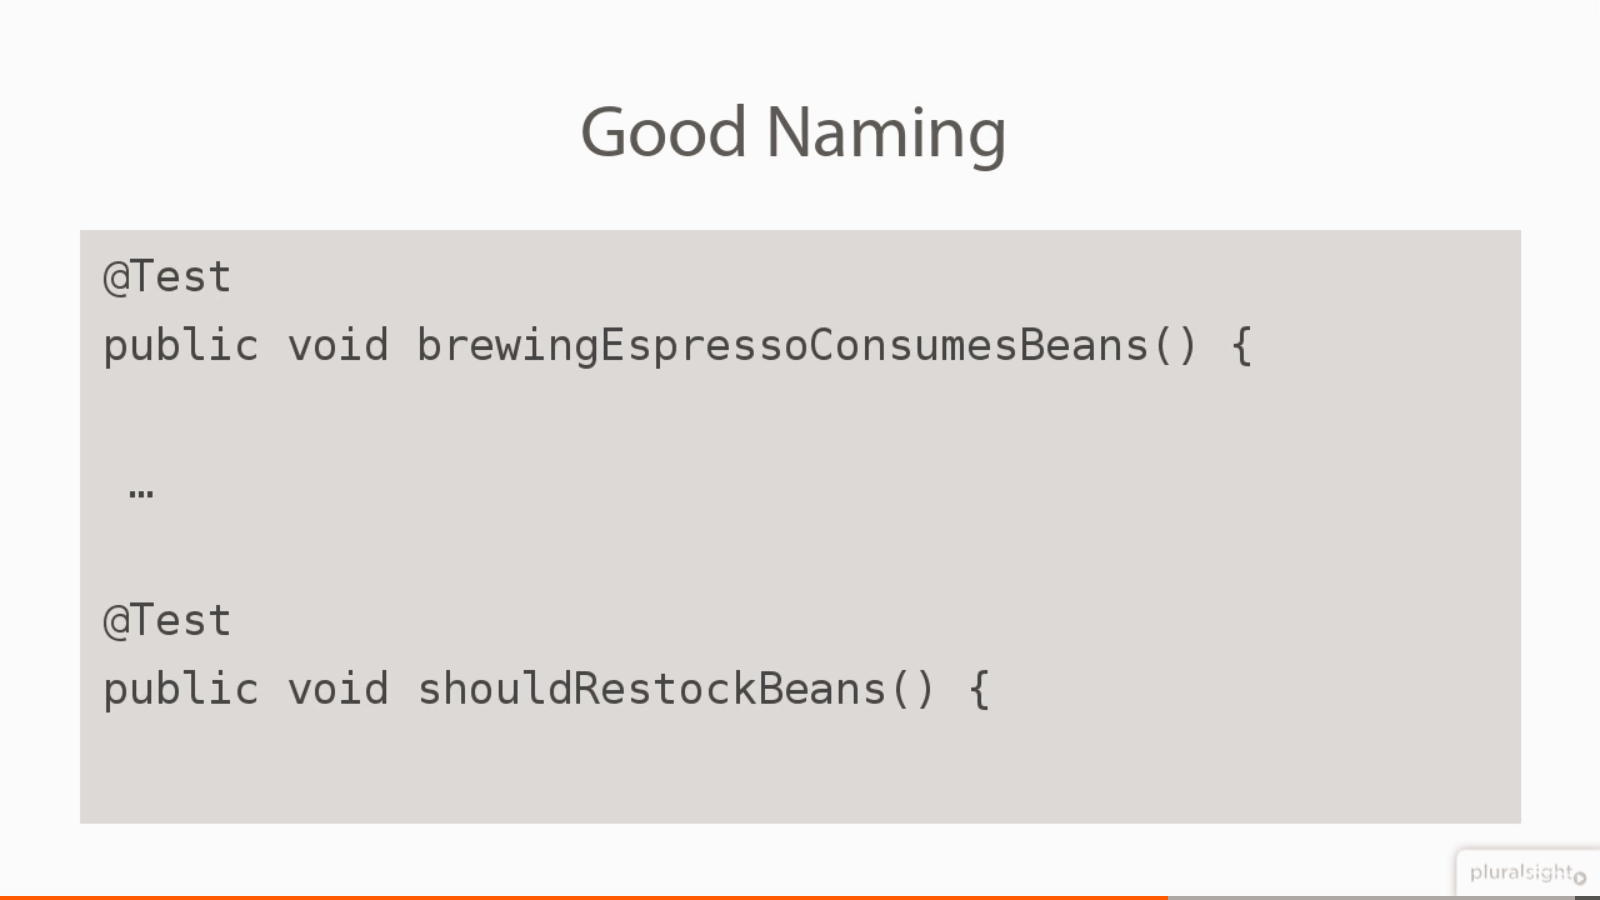 Good Naming
@Test
public void brewingEspressoConsumesBeans() {
…
@Test
public void shouldRestockBeans() {
pluralsight